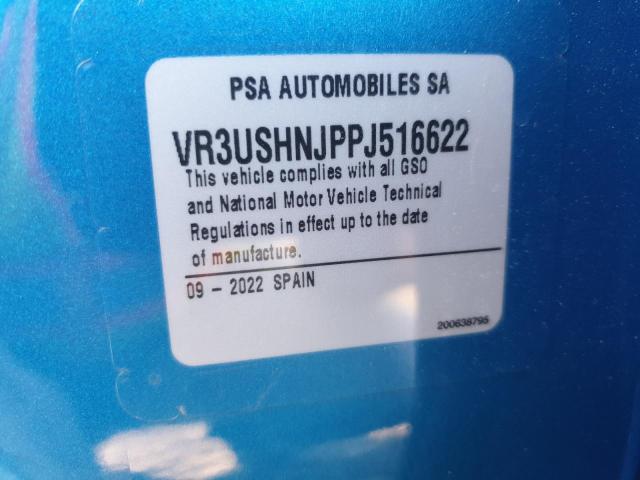 PSA AUTOMOBILES SA
VR3USHNJPPJ516622
This vehicle complies with all GSO
and National Motor Vehicle Technical
Regulations in effect up to the date
of manufacture.
09 - 2022 SPAIN
200638795